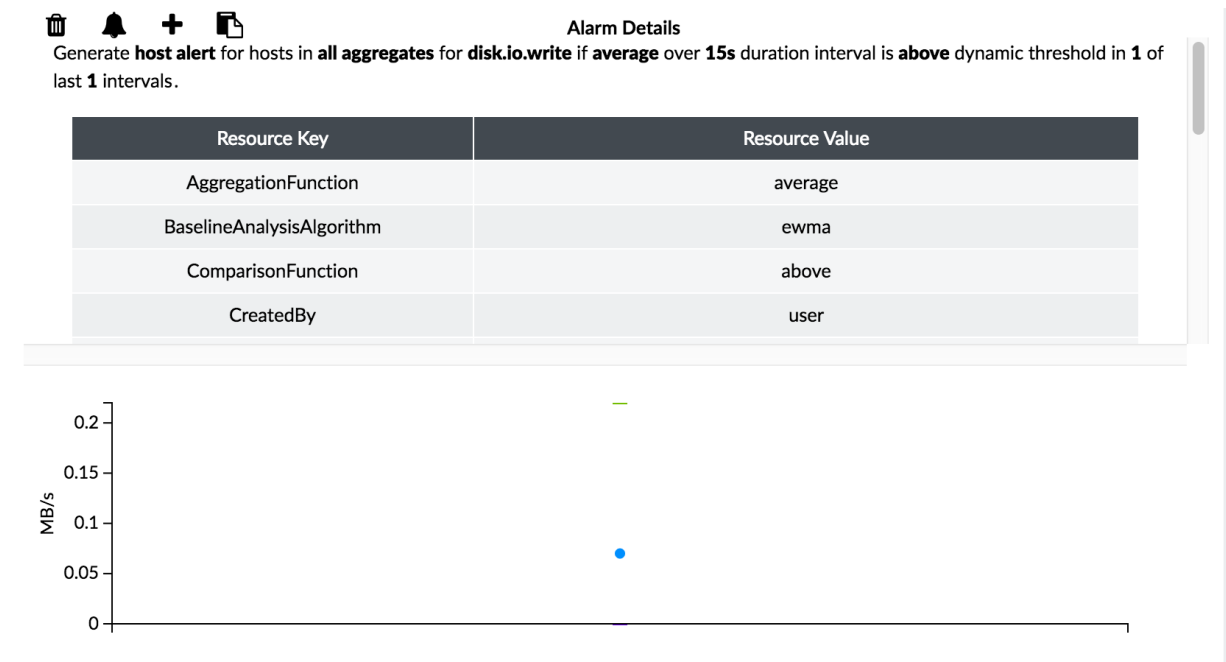 Alarm Details
Generate host alert for hosts in all aggregates for disk.io.write if average over 15s duration interval is above dynamic threshold in 1 of
last 1 intervals.
Resource Key Resource Value
AggregationFunction average
BaselineAnalysisAlgorithm ewma
ComparisonFunction above
CreatedBy user
MB/s
0.2
0.15
0.1
0.05
0